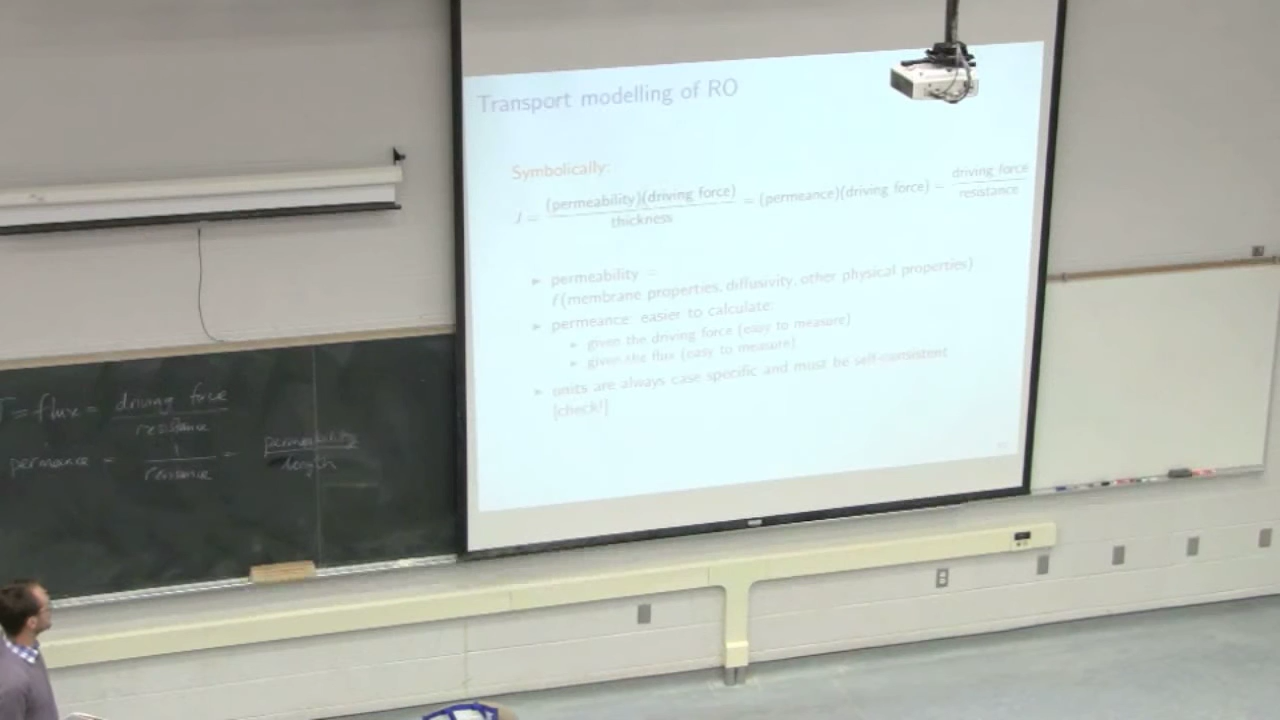 Transport modelling of RO
Symbolically:
J = (permeability)(driving force) / thickness = (permeance)(driving force) = driving force / resistance
► permeability =
f(membrane properties, diffusivity, other physical properties)
► permeance: easier to calculate:
► given the driving force (easy to measure)
► given the flux (easy to measure)
► units are always case specific and must be self-consistent
[check!]
J = flux = driving force / resistance
permeance = 1 / resistance = permeability / length